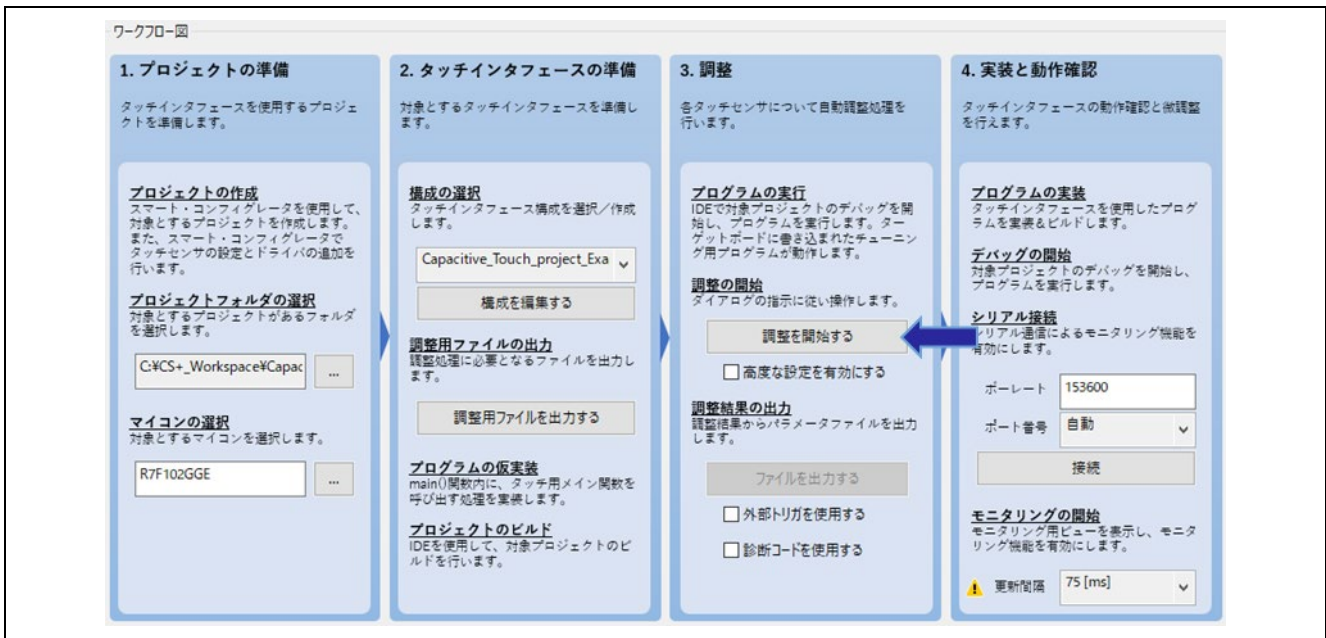 ワークフロー図
1. プロジェクトの準備
タッチインタフェースを使用するプロジェ
クトを準備します。
プロジェクトの作成
スマート・コンフィグレータを使用して、
対象とするプロジェクトを作成します。
また、スマート・コンフィグレータで
タッチセンサの設定とドライバの追加を
行います。
プロジェクトフォルダの選択
対象とするプロジェクトがあるフォルダ
を選択します。
C:¥CS+_Workspace¥Capac
...
マイコンの選択
対象とするマイコンを選択します。
R7F102GGE
...
2. タッチインタフェースの準備
対象とするタッチインタフェースを準備し
ます。
構成の選択
タッチインタフェース構成を選択／作成
します。
Capacitive_Touch_project_Exa
構成を編集する
調整用ファイルの出力
調整処理に必要となるファイルを出力し
ます。
調整用ファイルを出力する
プログラムの仮実装
main()関数内に、タッチ用メイン関数を
呼び出す処理を実装します。
プロジェクトのビルド
IDEを使用して、対象プロジェクトのビ
ルドを行います。
3. 調整
各タッチセンサについて自動調整処理を
行います。
プログラムの実行
IDEで対象プロジェクトのデバッグを開
始し、プログラムを実行します。ター
ゲットボードに書き込まれたチューニン
グ用プログラムが動作します。
調整の開始
ダイアログの指示に従い操作します。
調整を開始する
高度な設定を有効にする
調整結果の出力
調整結果からパラメータファイルを出力
します。
ファイルを出力する
外部トリガを使用する
診断コードを使用する
4. 実装と動作確認
タッチインタフェースの動作確認と微調整
を行えます。
プログラムの実装
タッチインタフェースを使用したプログ
ラムを実装&ビルドします。
デバッグの開始
対象プロジェクトのデバッグを開始し、
プログラムを実行します。
シリアル接続
シリアル通信によるモニタリング機能を
有効にします。
ボーレート
153600
ポート番号
自動
接続
モニタリングの開始
モニタリング用ビューを表示し、モニタ
リング機能を有効にします。
更新間隔
75 [ms]